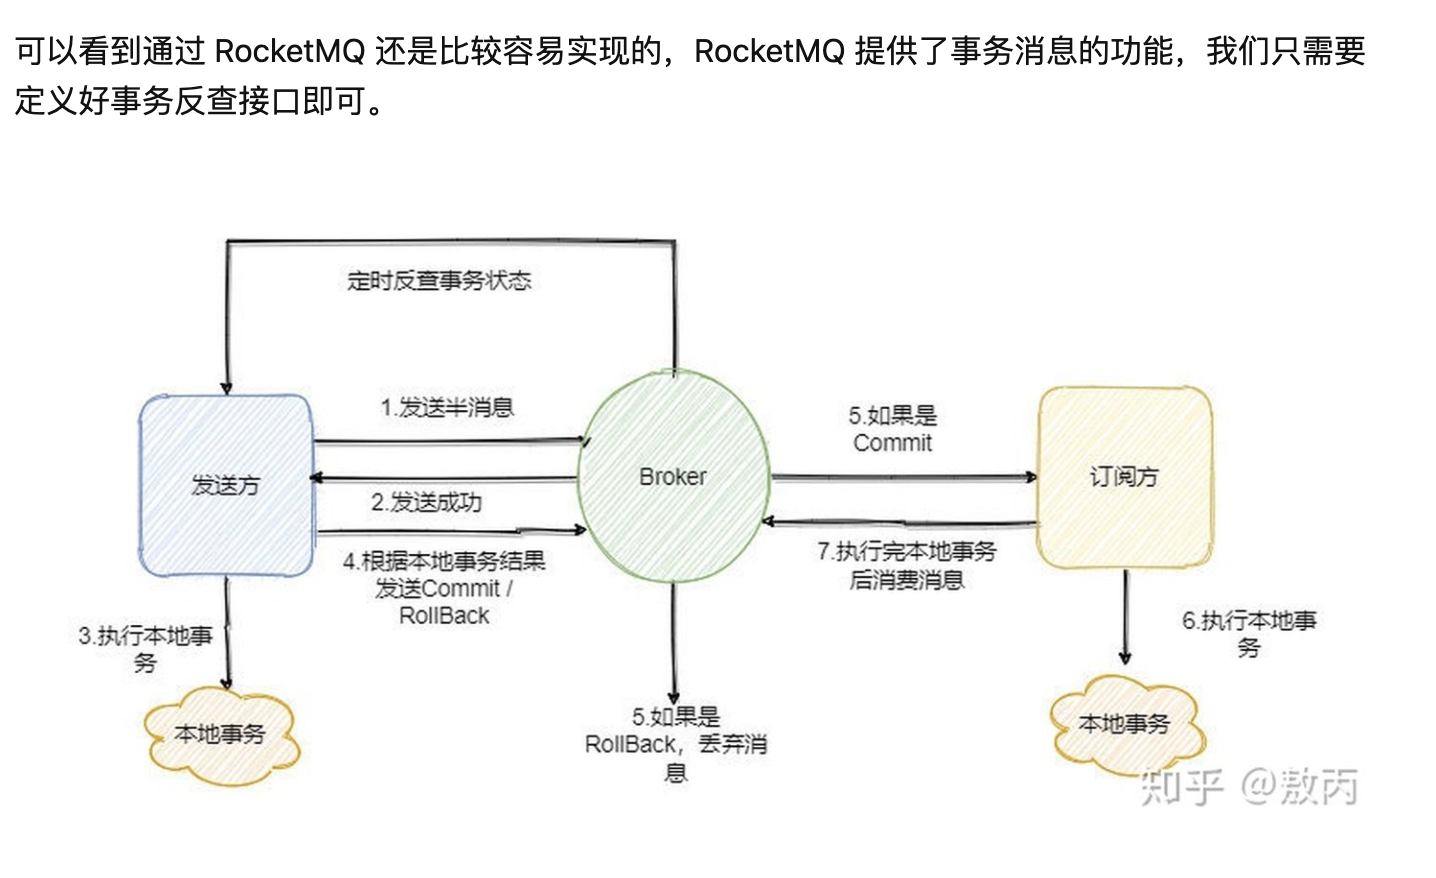 可以看到通过 RocketMQ 还是比较容易实现的，RocketMQ 提供了事务消息的功能，我们只需要
定义好事务反查接口即可。
定时反查事务状态
1.发送半消息
发送方
2.发送成功
4.根据本地事务结果
发送Commit /
RollBack
3.执行本地事
务
本地事务
Broker
5.如果是
Commit
订阅方
7.执行完本地事务
后消费消息
5.如果是
RollBack，丢弃消
息
6.执行本地事
务
本地事务
知乎 @敖丙